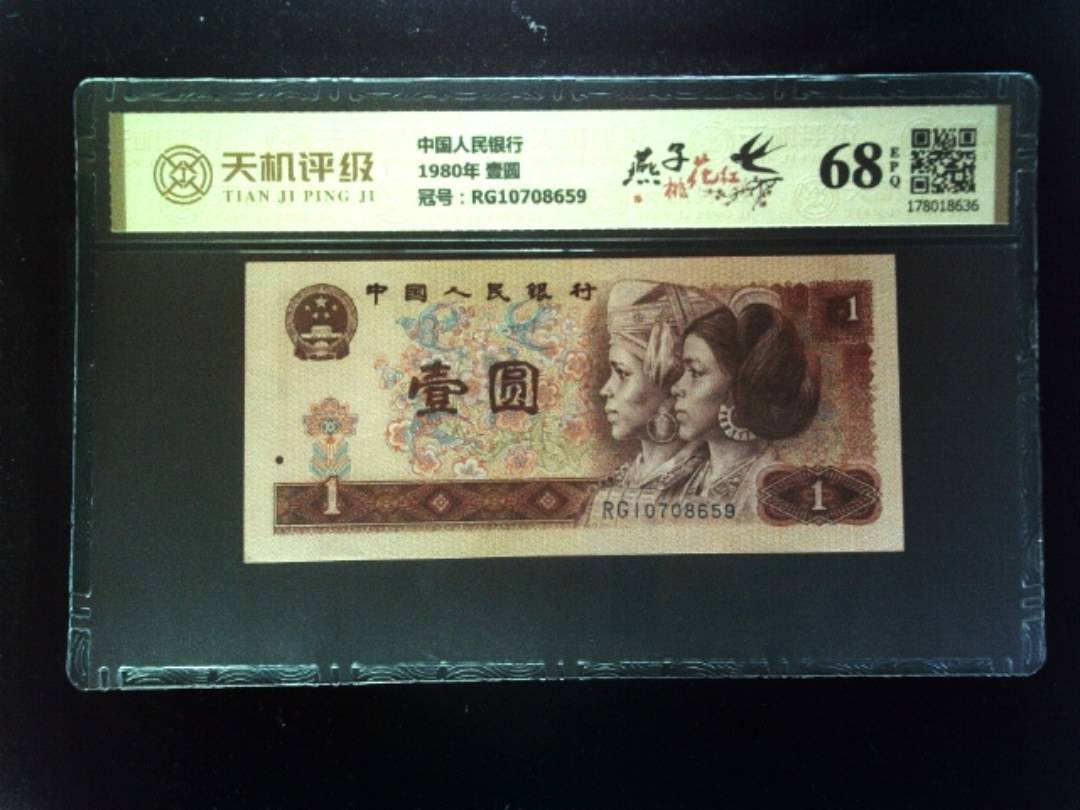 天机评级
TIAN JI PING JI
中国人民银行
1980年 壹圆
冠号：RG10708659
燕子
桃花红
68
EPQ
178018636
中國人民银行
1
壹圆
1
RG10708659
1